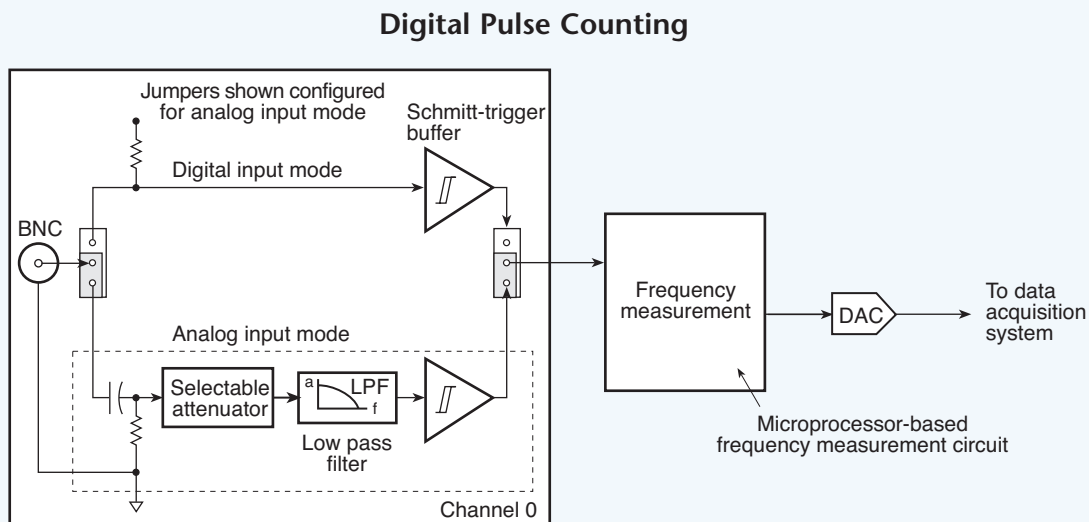 Digital Pulse Counting
Jumpers shown configured
for analog input mode
Schmitt-trigger
buffer
Digital input mode
BNC
Frequency
measurement
DAC
To data
acquisition
system
Analog input mode
Selectable
attenuator
a
LPF
f
Low pass
filter
Microprocessor-based
frequency measurement circuit
Channel 0